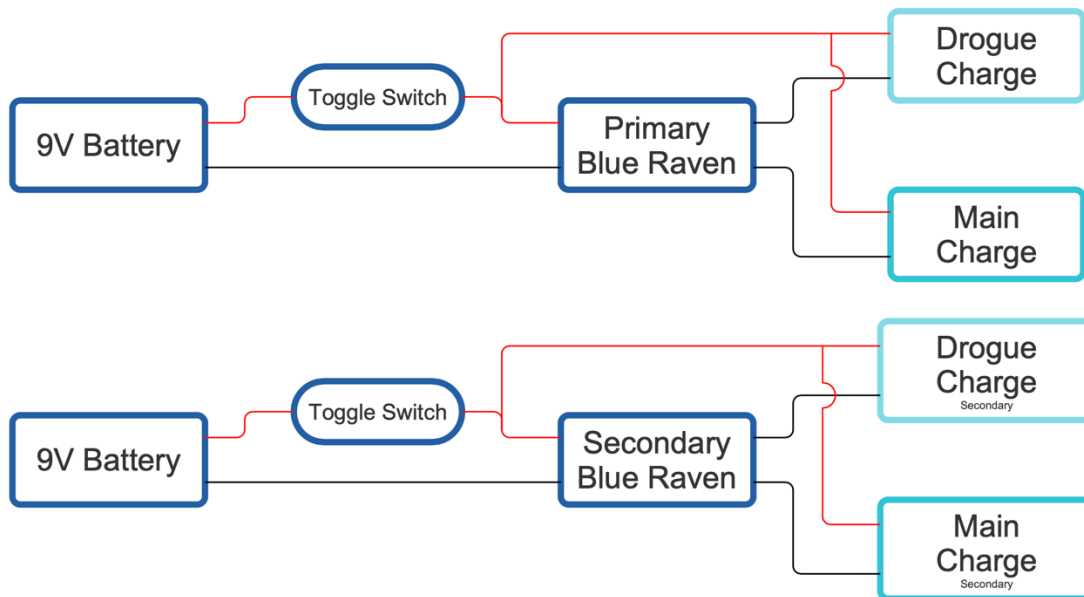 Drogue
Charge
Toggle Switch
9V Battery
Primary
Blue Raven
Main
Charge
Drogue
Charge
Secondary
Toggle Switch
9V Battery
Secondary
Blue Raven
Main
Charge
Secondary